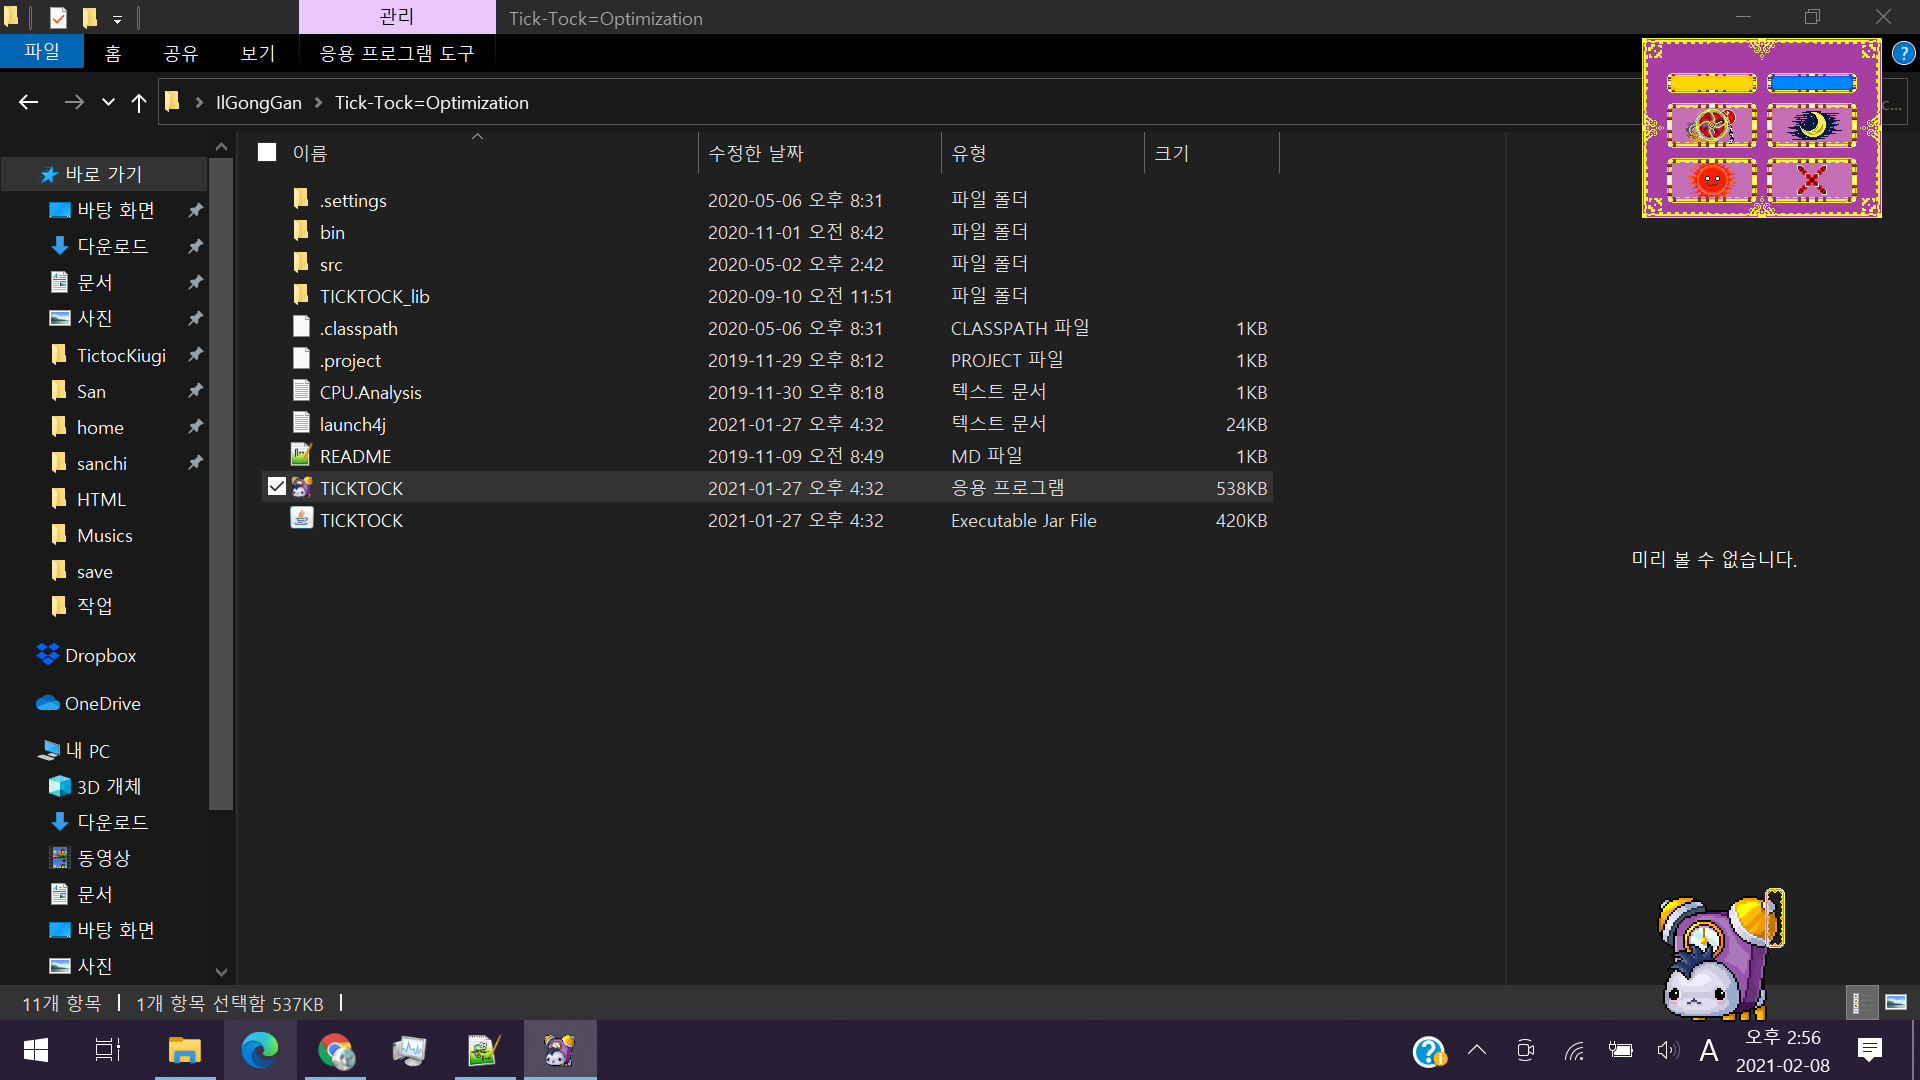 관리
Tick-Tock=Optimization
파일
홈
공유
보기
응용 프로그램 도구
?
IlGongGan > Tick-Tock=Optimization
c...
이름
수정한 날짜
유형
크기
바로 가기
바탕 화면
다운로드
문서
사진
TictocKiugi
San
home
sanchi
HTML
Musics
save
작업
Dropbox
OneDrive
내 PC
3D 개체
다운로드
동영상
문서
바탕 화면
사진
.settings 2020-05-06 오후 8:31 파일 폴더
bin 2020-11-01 오전 8:42 파일 폴더
src 2020-05-02 오후 2:42 파일 폴더
TICKTOCK_lib 2020-09-10 오전 11:51 파일 폴더
.classpath 2020-05-06 오후 8:31 CLASSPATH 파일 1KB
.project 2019-11-29 오후 8:12 PROJECT 파일 1KB
CPU.Analysis 2019-11-30 오후 8:18 텍스트 문서 1KB
launch4j 2021-01-27 오후 4:32 텍스트 문서 24KB
README 2019-11-09 오전 8:49 MD 파일 1KB
TICKTOCK 2021-01-27 오후 4:32 응용 프로그램 538KB
TICKTOCK 2021-01-27 오후 4:32 Executable Jar File 420KB
미리 볼 수 없습니다.
11개 항목
1개 항목 선택함 537KB
A
오후 2:56
2021-02-08